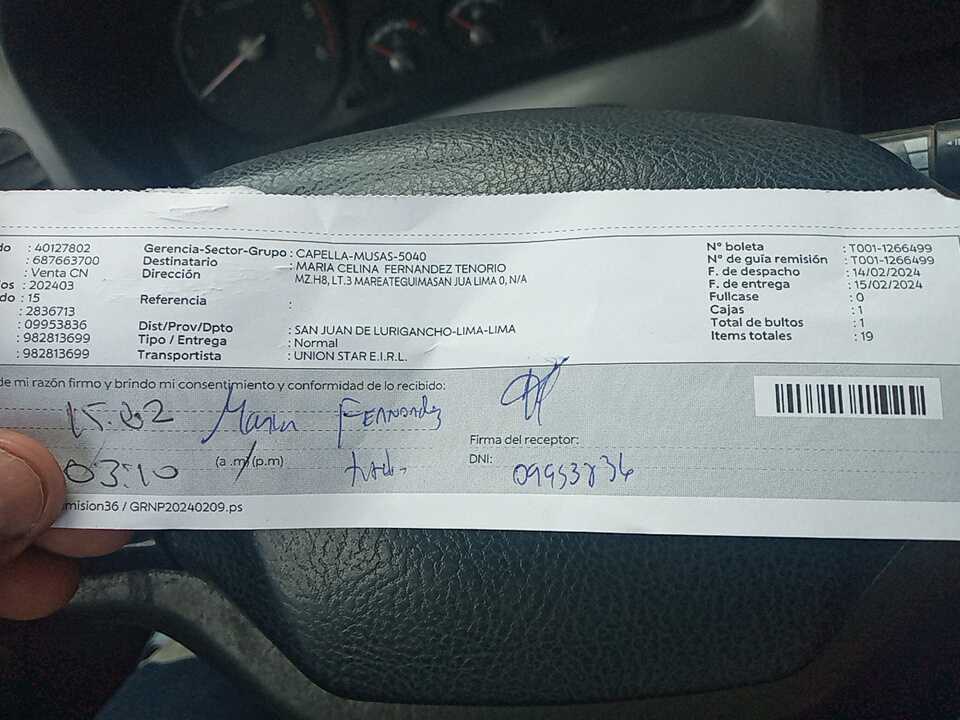 do : 40127802
: 687663700
: Venta CN
os : 202403
do : 15
: 2836713
: 09953836
: 982813699
: 982813699
Gerencia-Sector-Grupo : CAPELLA-MUSAS-5040
Destinatario : MARIA CELINA FERNANDEZ TENORIO
Dirección MZ.H8, LT.3 MAREATEGUIMASAN JUA LIMA 0, N/A
Referencia :
Dist/Prov/Dpto : SAN JUAN DE LURIGANCHO-LIMA-LIMA
Tipo / Entrega : Normal
Transportista : UNION STAR E.I.R.L.
N° boleta : T001-1266499
N° de guía remisión : T001-1266499
F. de despacho : 14/02/2024
F. de entrega : 15/02/2024
Fullcase : 0
Cajas : 1
Total de bultos : 1
Items totales : 19
de mi razón firmo y brindo mi consentimiento y conformidad de lo recibido:
15.02 Maria FERNANDEZ
Firma del receptor:
03:10 (a .m)/(p.m)
DNI: 09953836
mision36 / GRNP20240209.ps